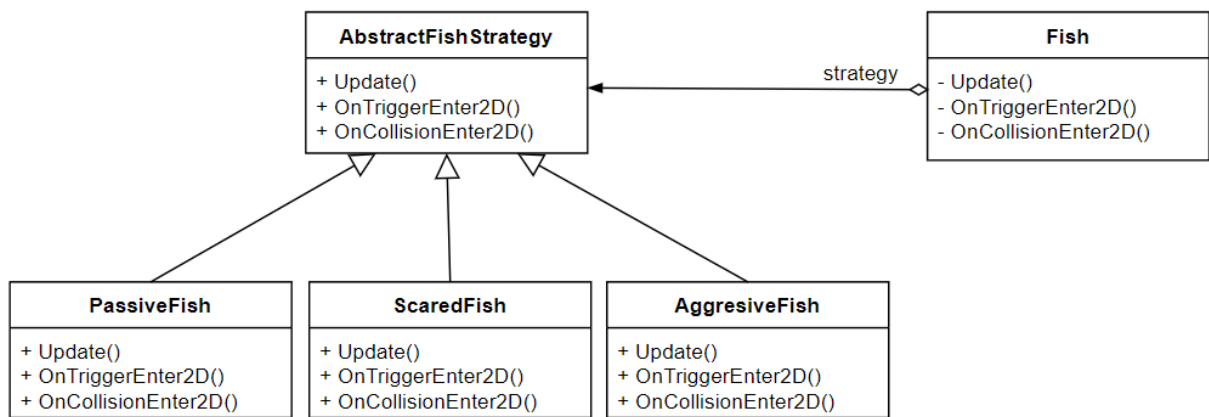 AbstractFishStrategy
+ Update()
+ OnTriggerEnter2D()
+ OnCollisionEnter2D()
strategy
Fish
- Update()
- OnTriggerEnter2D()
- OnCollisionEnter2D()
PassiveFish
+ Update()
+ OnTriggerEnter2D()
+ OnCollisionEnter2D()
ScaredFish
+ Update()
+ OnTriggerEnter2D()
+ OnCollisionEnter2D()
AggresiveFish
+ Update()
+ OnTriggerEnter2D()
+ OnCollisionEnter2D()